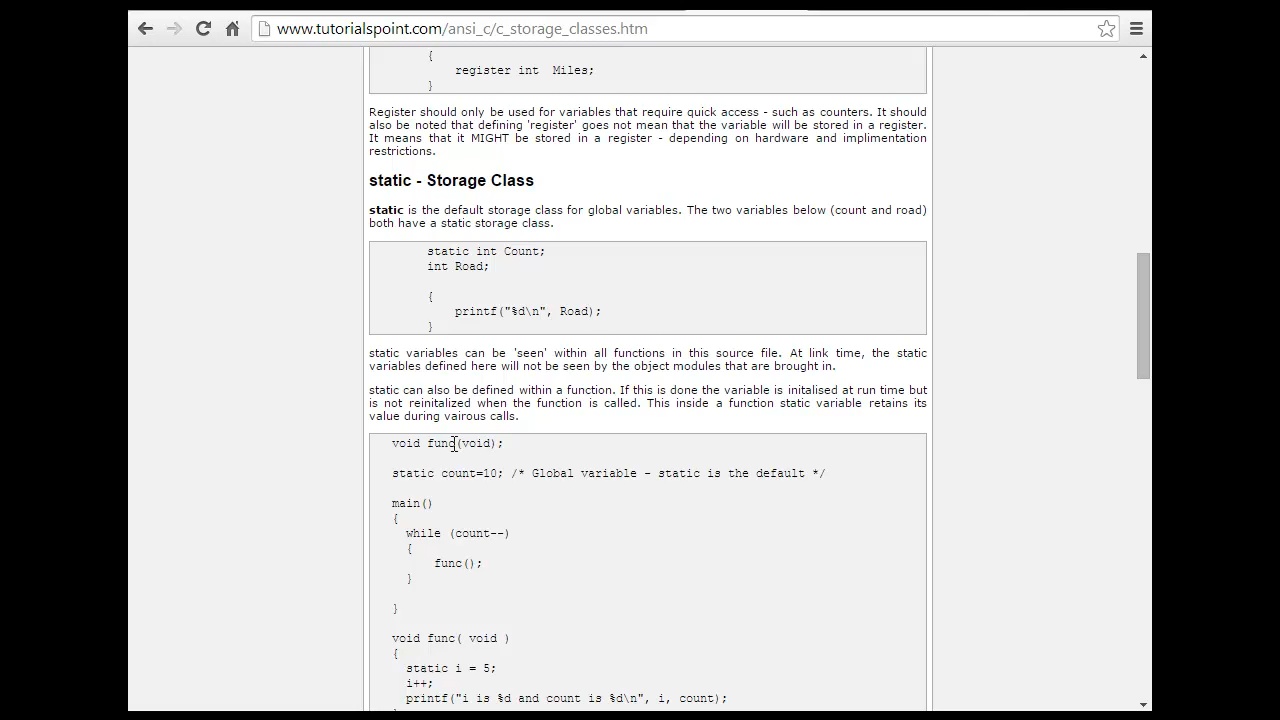 www.tutorialspoint.com/ansi_c/c_storage_classes.htm
{
register int  Miles;
}
Register should only be used for variables that require quick access - such as counters. It should
also be noted that defining 'register' goes not mean that the variable will be stored in a register.
It means that it MIGHT be stored in a register - depending on hardware and implimentation
restrictions.
static - Storage Class
static is the default storage class for global variables. The two variables below (count and road)
both have a static storage class.
static int Count;
int Road;
{
printf("%d\n", Road);
}
static variables can be 'seen' within all functions in this source file. At link time, the static
variables defined here will not be seen by the object modules that are brought in.
static can also be defined within a function. If this is done the variable is initalised at run time but
is not reinitalized when the function is called. This inside a function static variable retains its
value during vairous calls.
void func(void);
static count=10; /* Global variable - static is the default */
main()
{
while (count--)
{
func();
}
}
void func( void )
{
static i = 5;
i++;
printf("i is %d and count is %d\n", i, count);